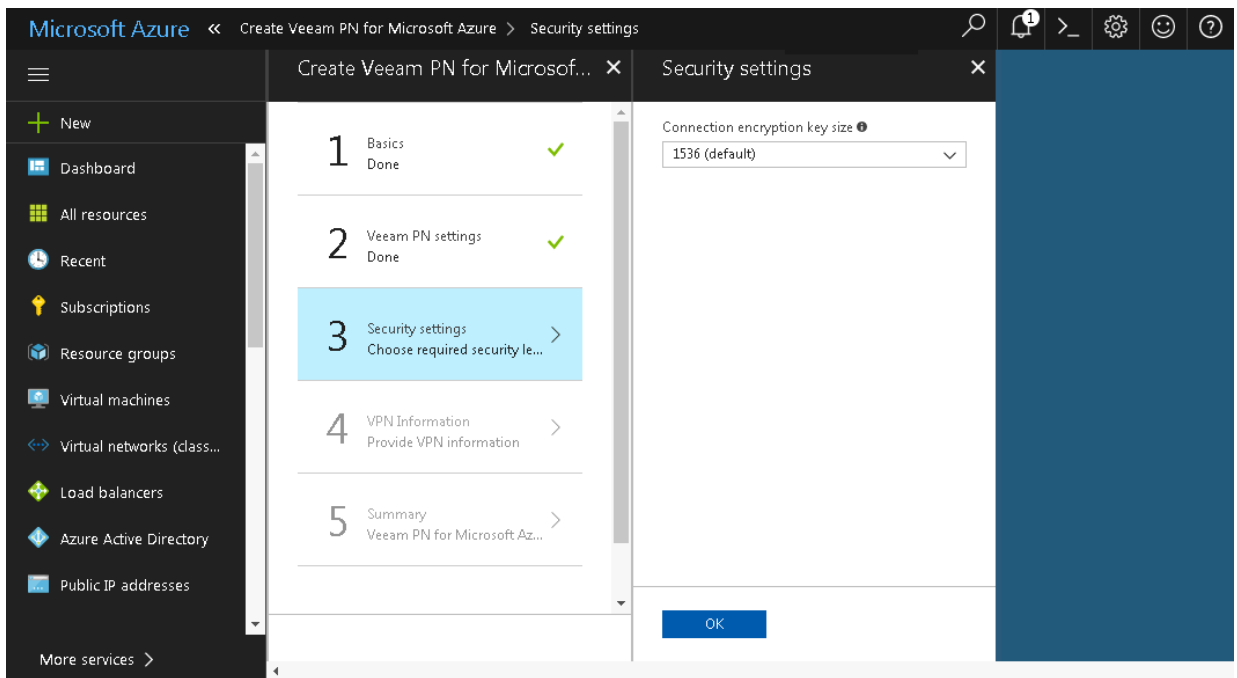 Microsoft Azure « Create Veeam PN for Microsoft Azure > Security settings
1
New
Dashboard
All resources
Recent
Subscriptions
Resource groups
Virtual machines
Virtual networks (class...
Load balancers
Azure Active Directory
Public IP addresses
More services >
Create Veeam PN for Microsof...
1
Basics
Done
2
Veeam PN settings
Done
3
Security settings
Choose required security le...
4
VPN Information
Provide VPN information
5
Summary
Veeam PN for Microsoft Az...
Security settings
Connection encryption key size
1536 (default)
OK